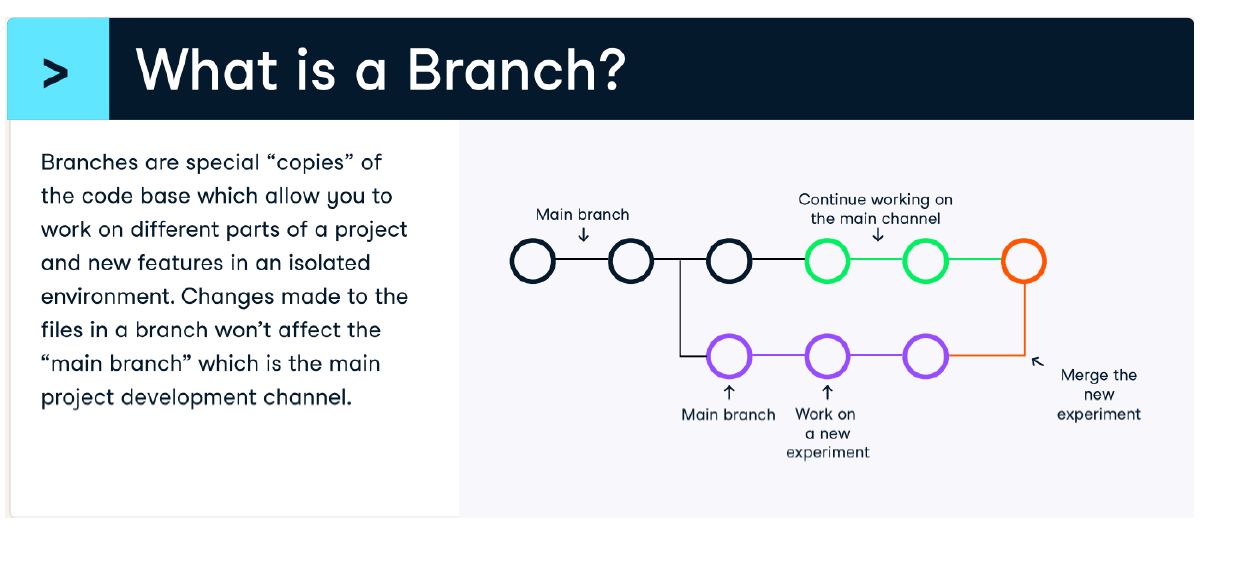 > What is a Branch?
Branches are special “copies” of
the code base which allow you to
work on different parts of a project
and new features in an isolated
environment. Changes made to the
files in a branch won’t affect the
“main branch” which is the main
project development channel.
Main branch
Continue working on
the main channel
Main branch
Work on
a new
experiment
Merge the
new
experiment